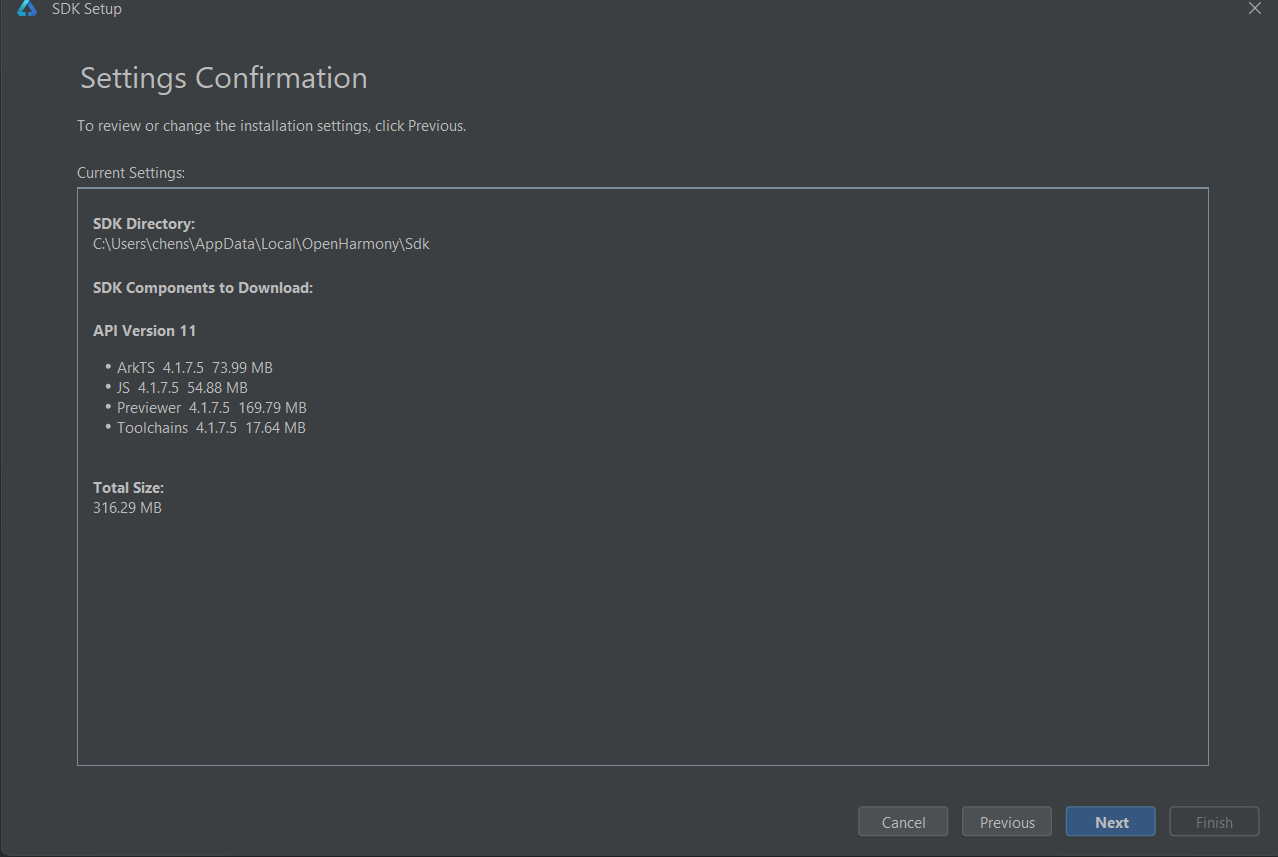 SDK Setup
Settings Confirmation
To review or change the installation settings, click Previous.
Current Settings:
SDK Directory:
C:\Users\chens\AppData\Local\OpenHarmony\Sdk
SDK Components to Download:
API Version 11
• ArkTS  4.1.7.5  73.99 MB
• JS  4.1.7.5  54.88 MB
• Previewer  4.1.7.5  169.79 MB
• Toolchains  4.1.7.5  17.64 MB
Total Size:
316.29 MB
Cancel Previous Next Finish